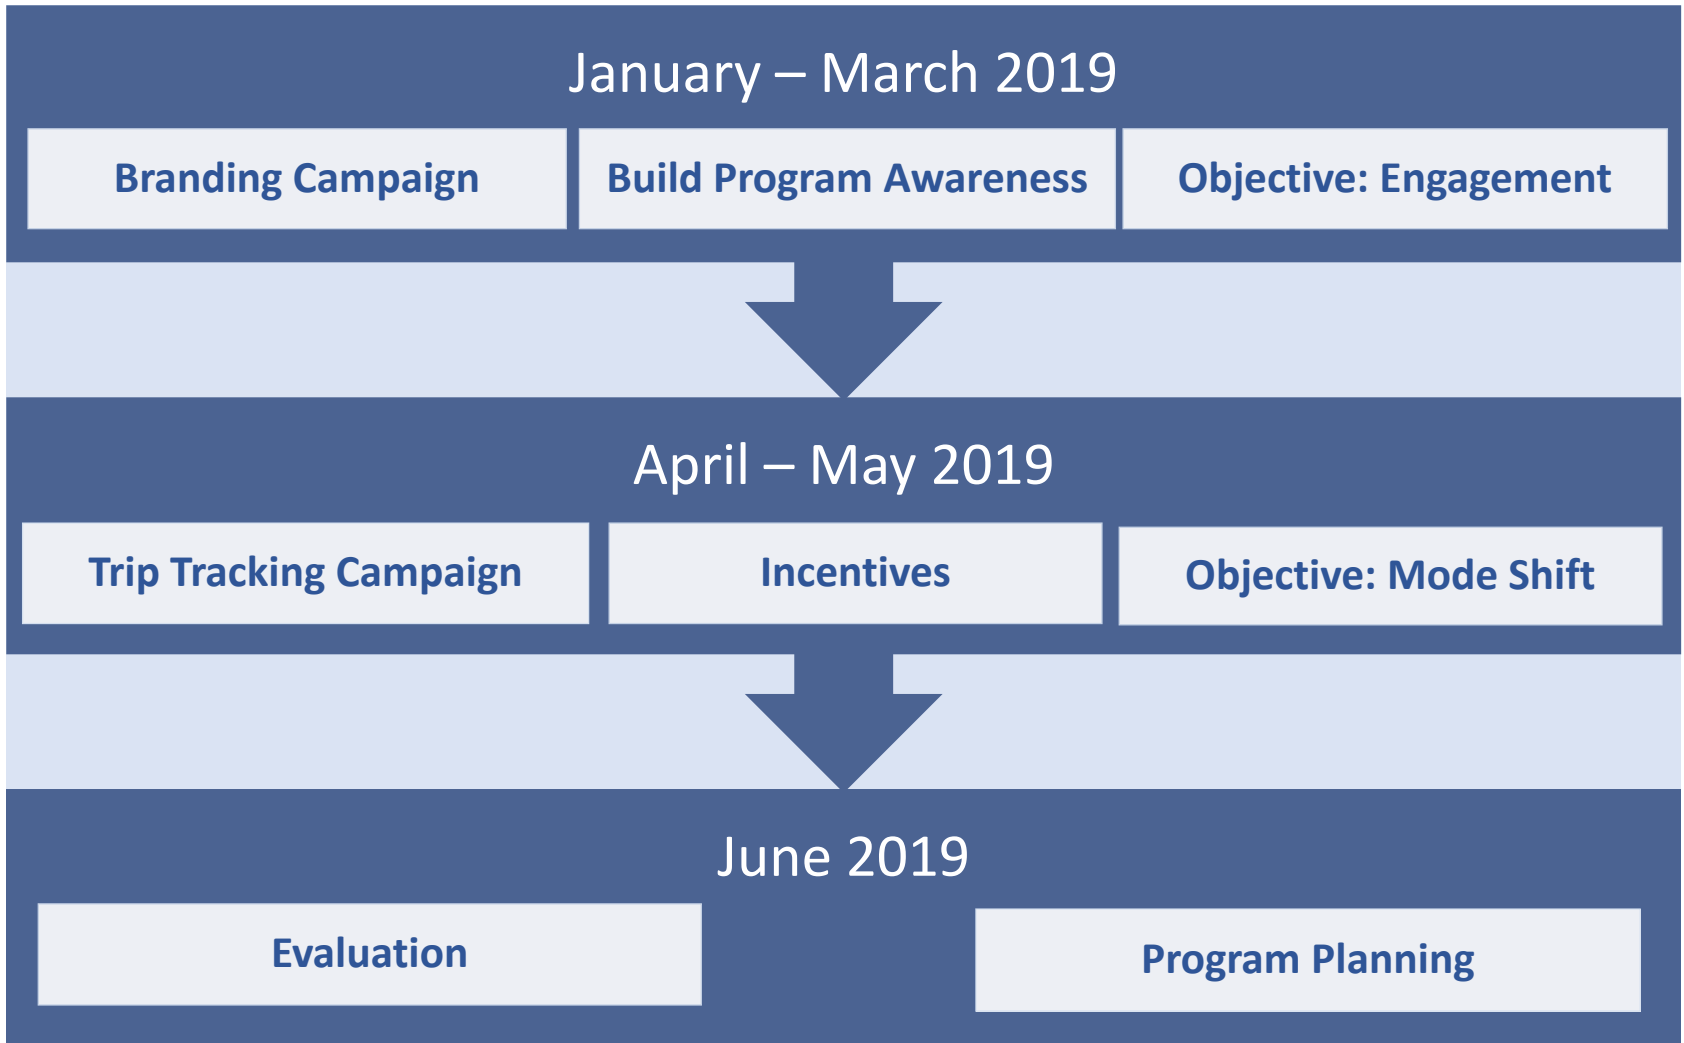 January – March 2019
Branding Campaign
Build Program Awareness
Objective: Engagement
April – May 2019
Trip Tracking Campaign
Incentives
Objective: Mode Shift
June 2019
Evaluation
Program Planning